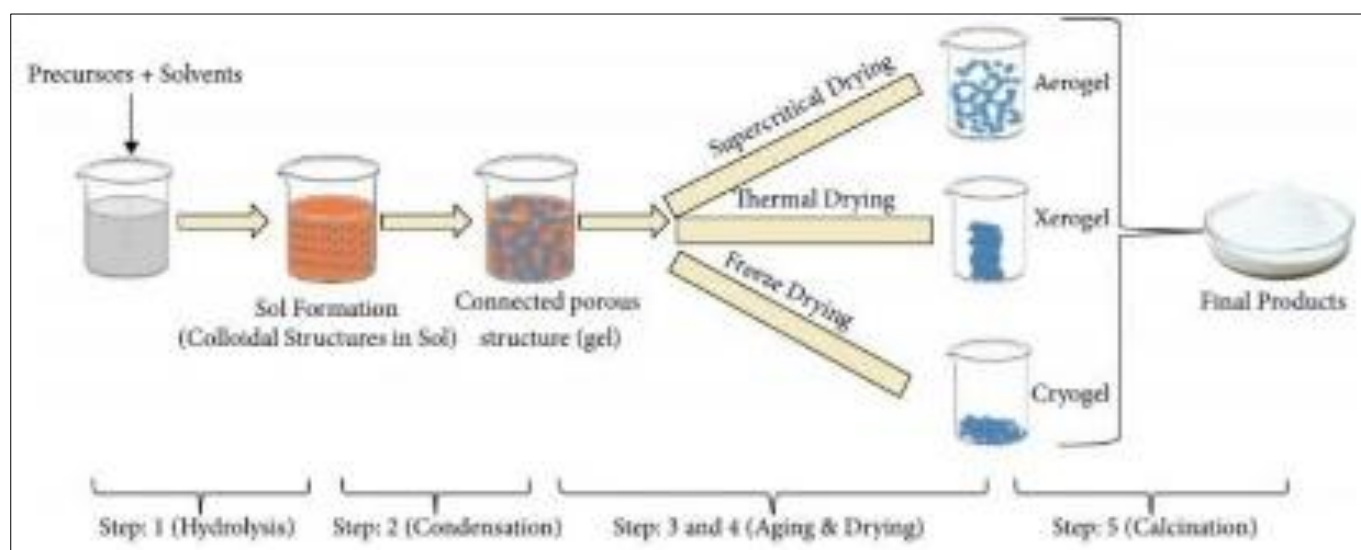 Precursors + Solvents
Sol Formation
(Colloidal Structures in Sol)
Connected porous
structure (gel)
Supercritical Drying
Thermal Drying
Freeze Drying
Aerogel
Xerogel
Cryogel
Final Products
Step: 1 (Hydrolysis)
Step: 2 (Condensation)
Step: 3 and 4 (Aging & Drying)
Step: 5 (Calcination)